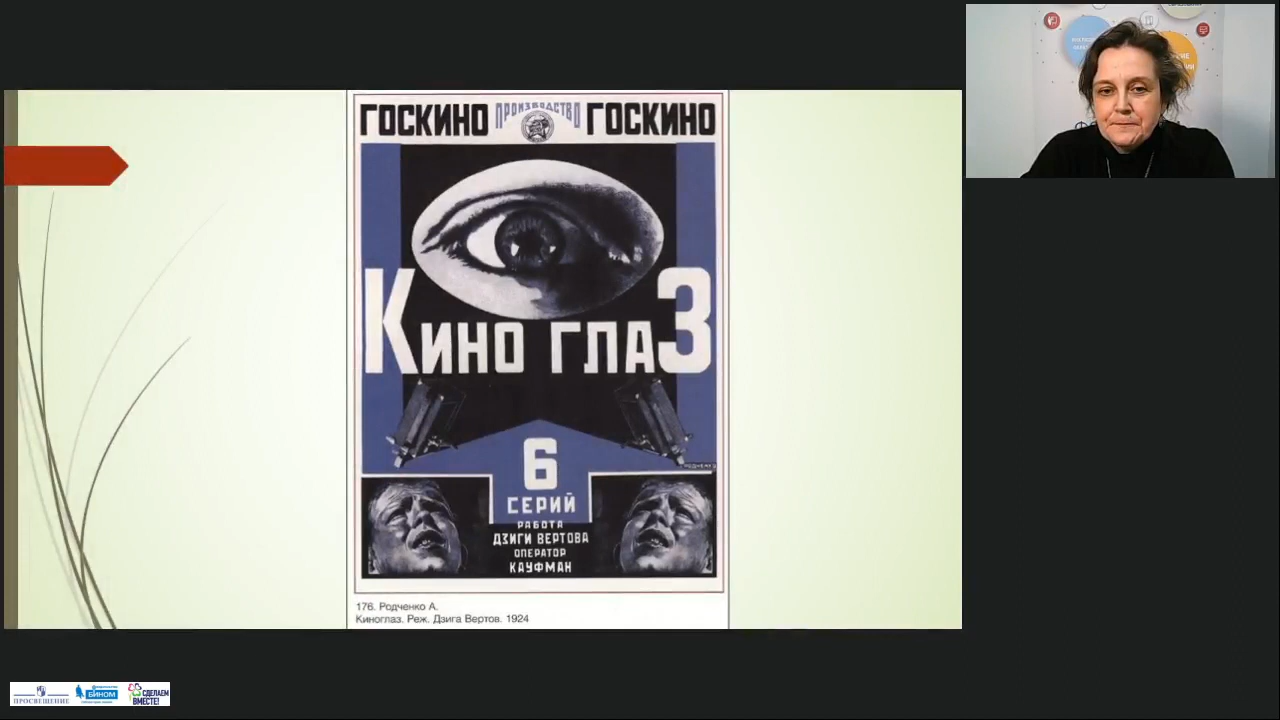 ГОСКИНО ПРОИЗВОДСТВО ГОСКИНО
КИНО ГЛАЗ
6
СЕРИЙ
РОДЧЕНКО
РАБОТА
ДЗИГИ ВЕРТОВА
ОПЕРАТОР
КАУФМАН
176. Родченко А.
Киноглаз. Реж. Дзига Вертов. 1924
ПРОСВЕЩЕНИЕ
БИНОМ
СДЕЛАЕМ
ВМЕСТЕ!